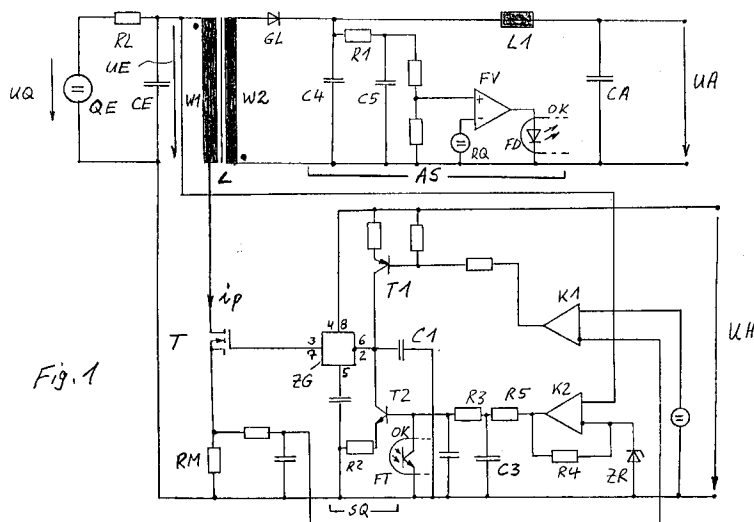 RL
GL
L1
UE
R1
C4
C5
FV
+
-
OK
UQ
QE
CE
W1
W2
CA
UA
RQ
FD
L
AS
ip
T1
K1
UH
4 8
C1
T
3
7
6
2
ZG
5
T2
R3
R5
K2
Fig. 1
OK
RM
R2
FT
C3
R4
ZR
SQ